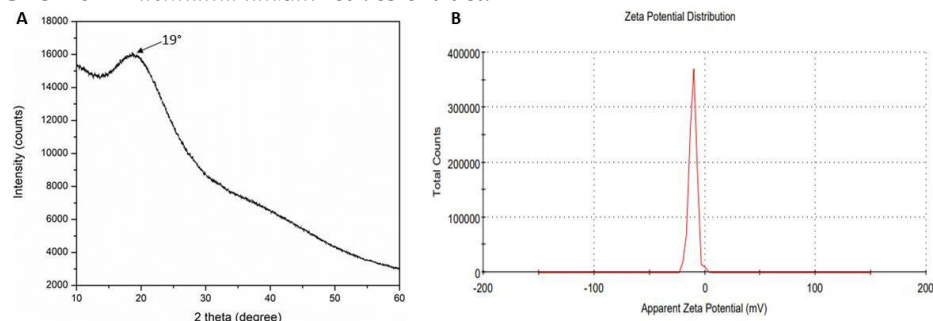 A
19°
18000
16000
14000
12000
10000
8000
6000
4000
2000
Intensity (counts)
10 20 30 40 50 60
2 theta (degree)
B
Zeta Potential Distribution
400000
300000
200000
100000
0
Total Counts
-200 -100 0 100 200
Apparent Zeta Potential (mV)